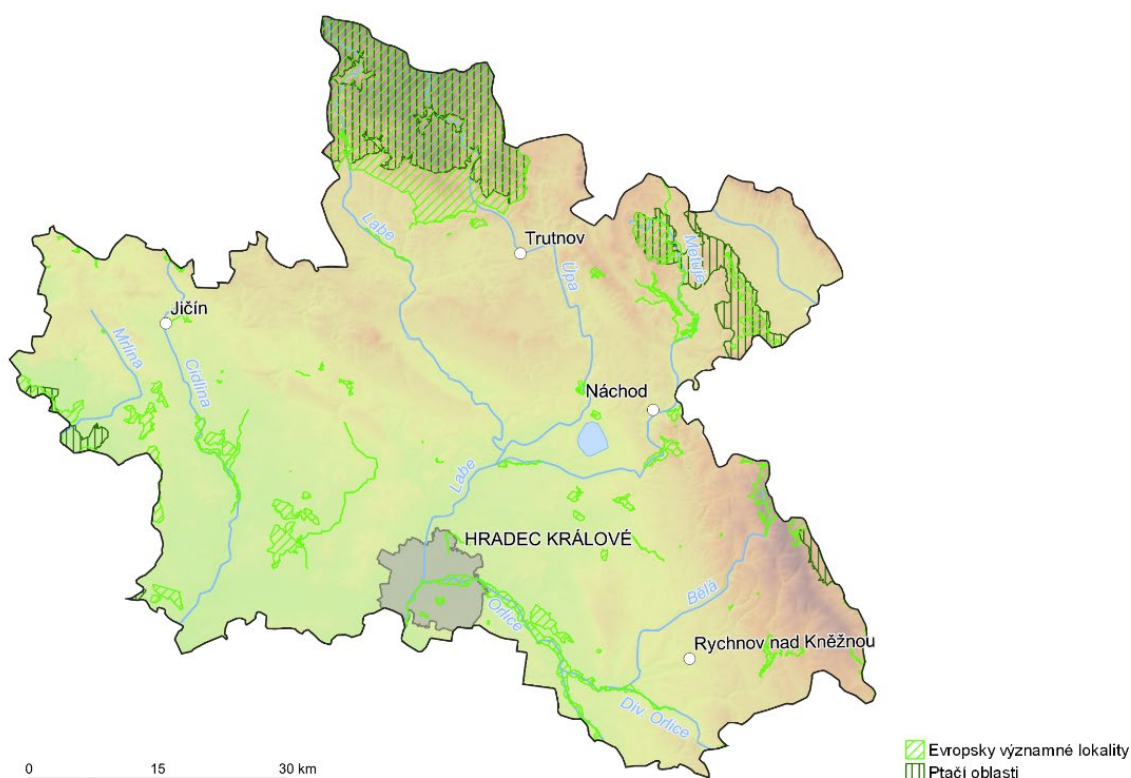 Labe
Trutnov
Úpa
Metuje
Jičín
Mrlina
Cidlina
Náchod
Labe
HRADEC KRÁLOVÉ
Orlice
Bělá
Rychnov nad Kněžnou
Div. Orlice
0 15 30 km
Evropsky významné lokality
Ptačí oblasti